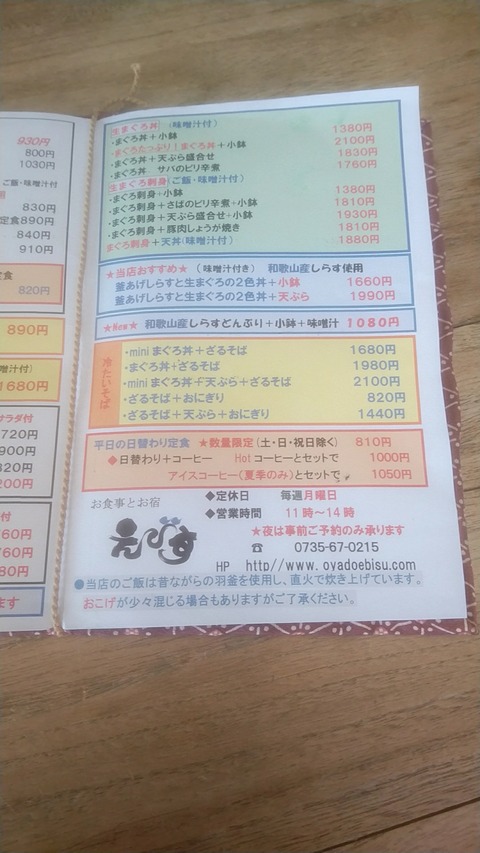 930円
800円
1030円
ご飯・味噌汁付
830円
定食890円
840円
910円
定食
820円
890円
噌汁付)
1680円
サラダ付
720円
900円
820円
200円
付
760円
760円
80円
ます
生まぐろ丼 (味噌汁付)
・まぐろ丼+小鉢 1380円
・まぐろたっぷり!まぐろ丼+小鉢 2100円
・まぐろ丼+天ぷら盛合せ 1830円
・まぐろ丼 サバのピリ辛煮 1760円
生まぐろ刺身(ご飯・味噌汁付)
・まぐろ刺身+小鉢 1380円
・まぐろ刺身+さばのピリ辛煮+小鉢 1810円
・まぐろ刺身+天ぷら盛合せ+小鉢 1930円
・まぐろ刺身+豚肉しょうが焼き 1810円
まぐろ刺身+天丼(味噌汁付) 1880円
★当店おすすめ★ (味噌汁付き) 和歌山産しらす使用
釜あげしらすと生まぐろの2色丼+小鉢 1660円
釜あげしらすと生まぐろの2色丼+天ぷら 1990円
★New★ 和歌山産しらすどんぶり+小鉢+味噌汁 1080円
冷たいそば
・mini まぐろ丼+ざるそば 1680円
・まぐろ丼+ざるそば 1980円
・mini まぐろ丼+天ぷら+ざるそば 2100円
・ざるそば+おにぎり 820円
・ざるそば+天ぷら+おにぎり 1440円
平日の日替わり定食 ★数量限定(土・日・祝日除く) 810円
◆日替わり+コーヒー Hot コーヒーとセットで 1000円
アイスコーヒー(夏季のみ)とセットで 1050円
お食事とお宿
えびす
◆定休日 毎週月曜日
◆営業時間 11時~14時
★夜は事前ご予約のみ承ります
☎ 0735-67-0215
HP http//www.oyadoebisu.com
●当店のご飯は昔ながらの羽釜を使用し、直火で炊き上げています。
おこげが少々混じる場合もありますがご了承ください。